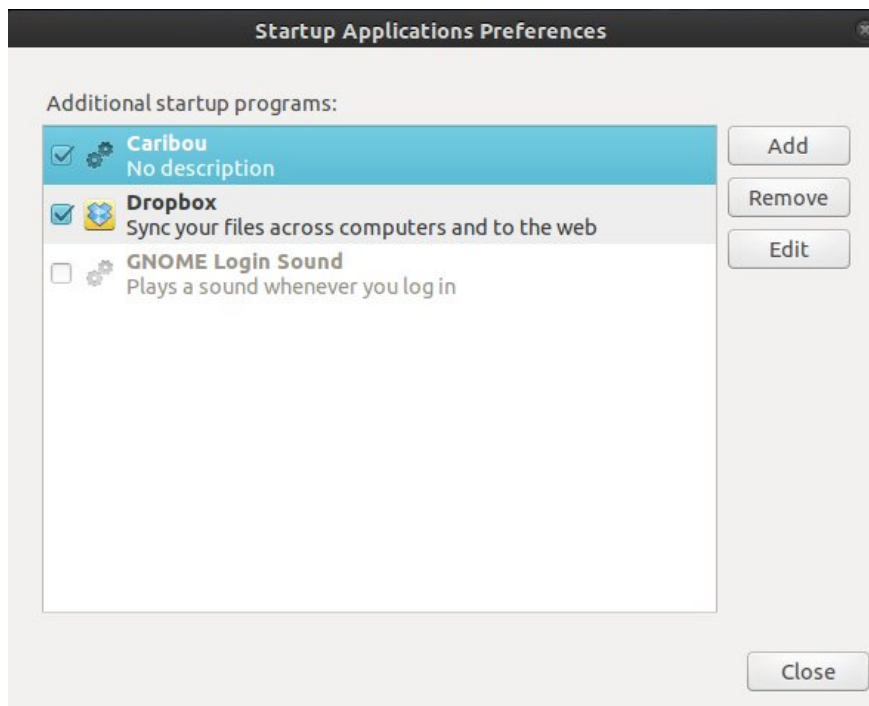 Startup Applications Preferences
Additional startup programs:
Caribou
No description
Dropbox
Sync your files across computers and to the web
GNOME Login Sound
Plays a sound whenever you log in
Add
Remove
Edit
Close